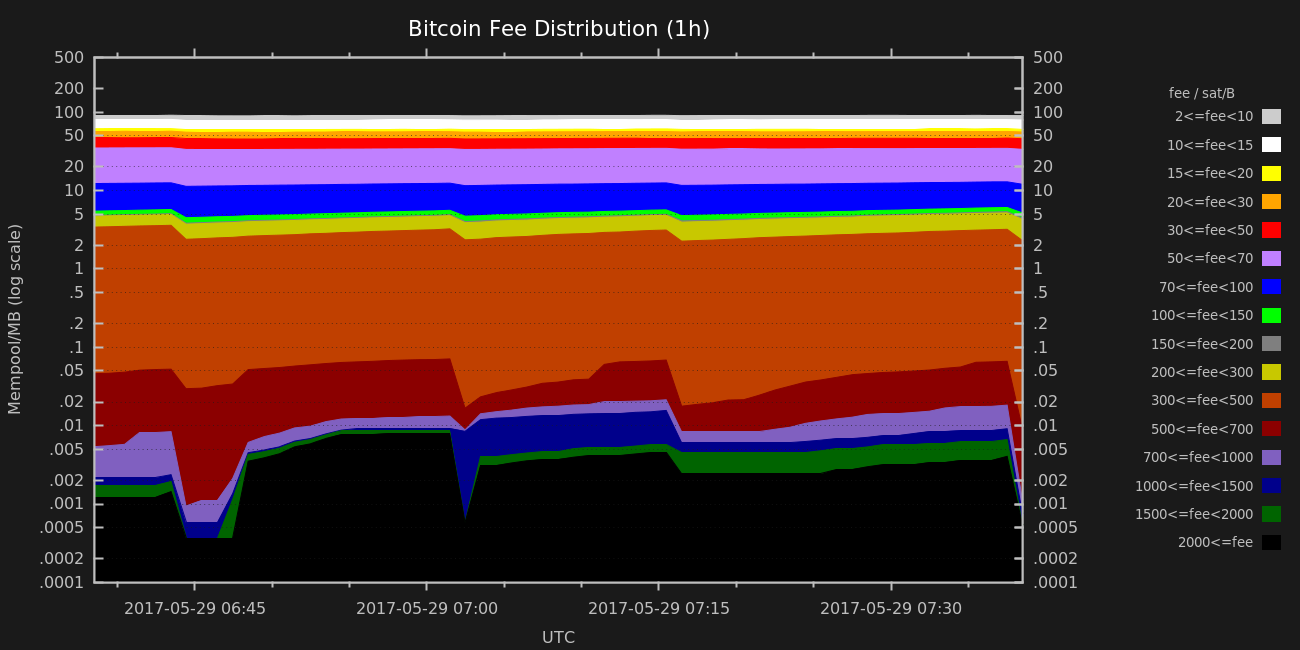 Bitcoin Fee Distribution (1h)
500
200
100
50
20
10
5
2
1
.5
.2
.1
.05
.02
.01
.005
.002
.001
.0005
.0002
.0001
Mempool/MB (log scale)
500
200
100
50
20
10
5
2
1
.5
.2
.1
.05
.02
.01
.005
.002
.001
.0005
.0002
.0001
2017-05-29 06:45
2017-05-29 07:00
2017-05-29 07:15
2017-05-29 07:30
UTC
fee / sat/B
2<=fee<10
10<=fee<15
15<=fee<20
20<=fee<30
30<=fee<50
50<=fee<70
70<=fee<100
100<=fee<150
150<=fee<200
200<=fee<300
300<=fee<500
500<=fee<700
700<=fee<1000
1000<=fee<1500
1500<=fee<2000
2000<=fee